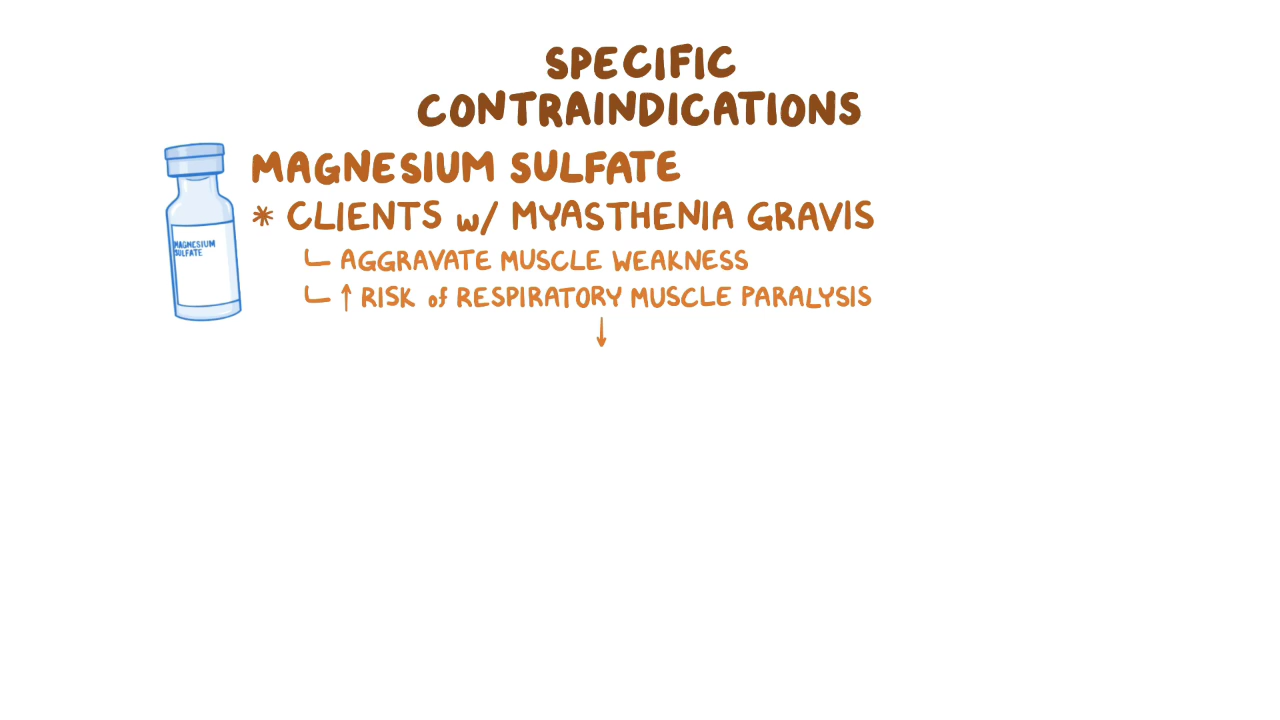 SPECIFIC
CONTRAINDICATIONS
MAGNESIUM SULFATE
* CLIENTS w/ MYASTHENIA GRAVIS
AGGRAVATE MUSCLE WEAKNESS
↑ RISK of RESPIRATORY MUSCLE PARALYSIS
↓
MAGNESIUM
SULFATE